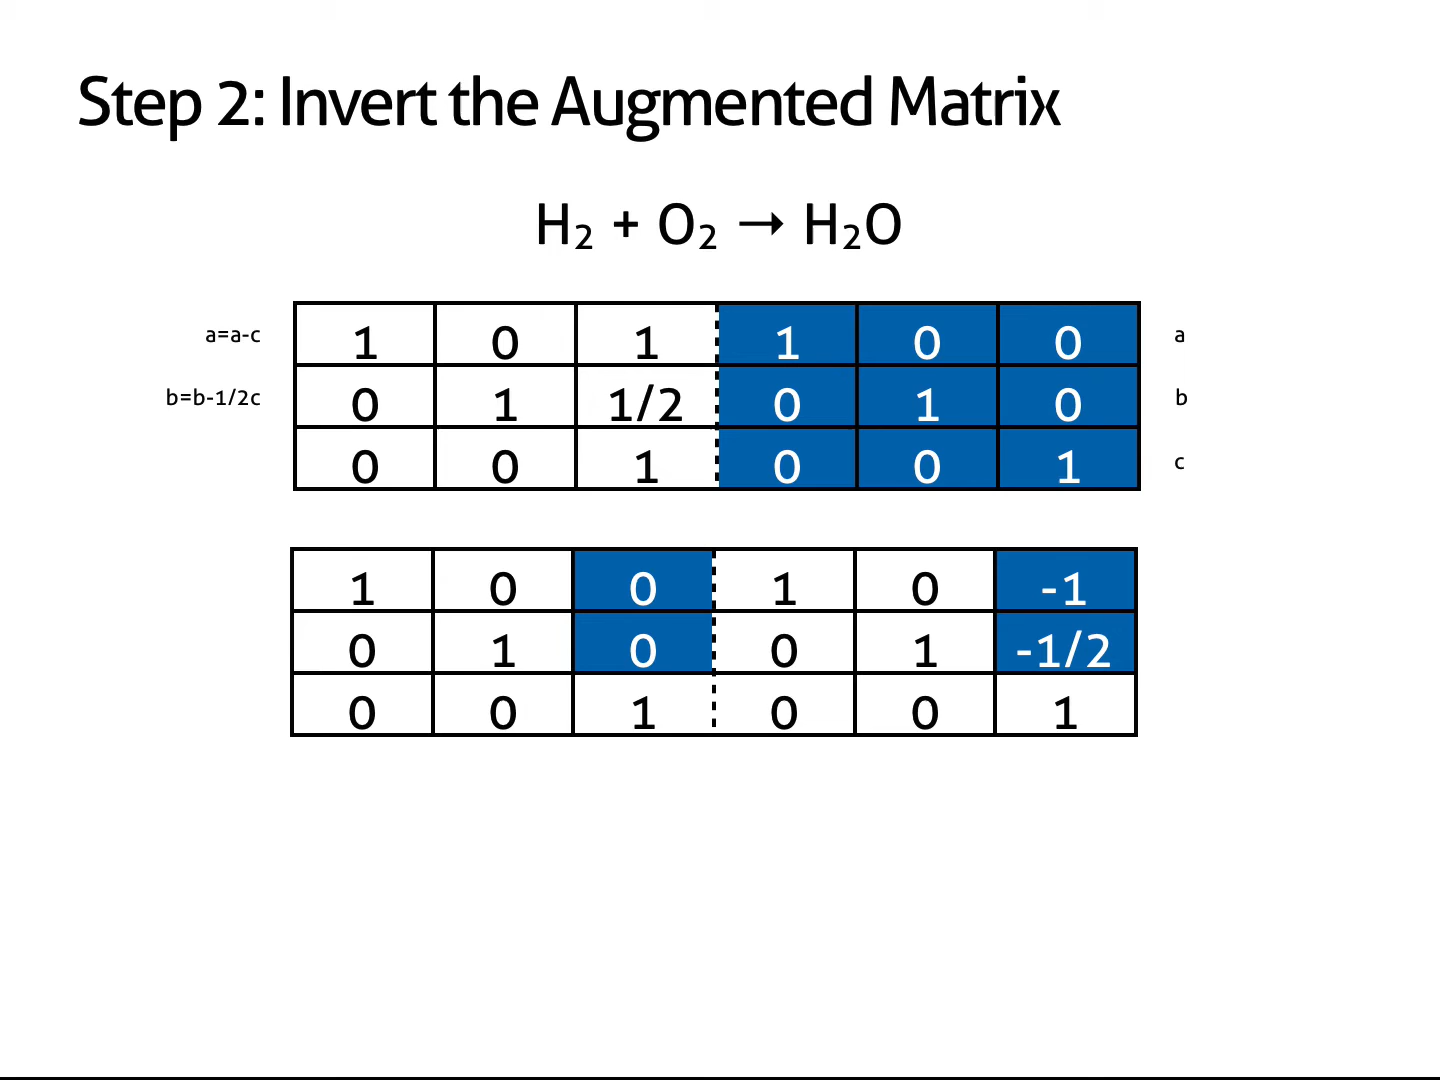 Step 2: Invert the Augmented Matrix
H₂ + O₂ → H₂O
a=a-c 1 0 1 1 0 0 a
b=b-1/2c 0 1 1/2 0 1 0 b
0 0 1 0 0 1 c
1 0 0 1 0 -1
0 1 0 0 1 -1/2
0 0 1 0 0 1